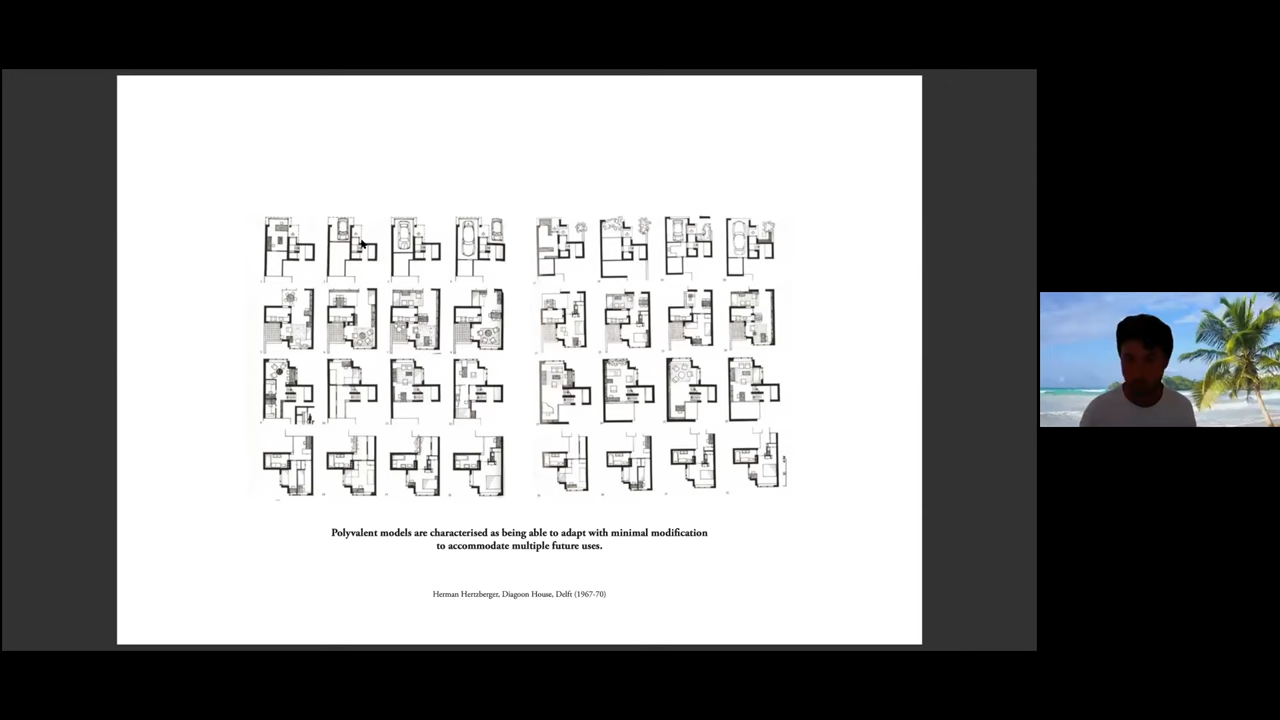 Polyvalent models are characterised as being able to adapt with minimal modification
to accommodate multiple future uses.
Herman Hertzberger, Diagoon House, Delft (1967-70)